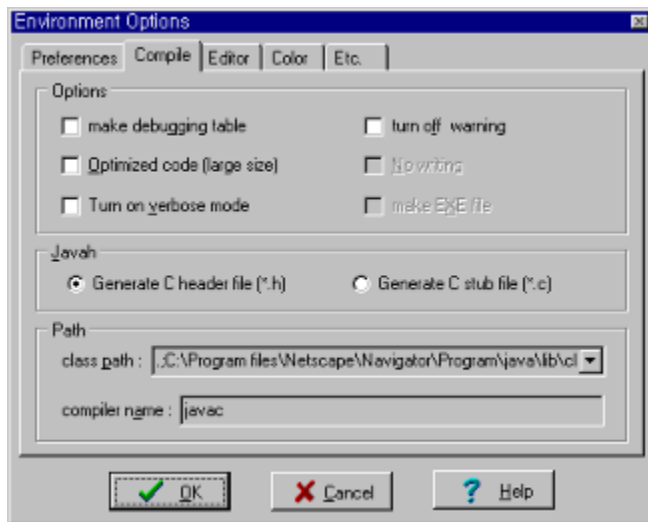 Environment Options
Preferences Compile Editor Color Etc.
Options
make debugging table turn off warning
Optimized code (large size) No writing
Turn on verbose mode make EXE file
Javah
Generate C header file (*.h) Generate C stub file (*.c)
Path
class path : .;C:\Program files\Netscape\Navigator\Program\java\lib\cl
compiler name : javac
OK Cancel Help